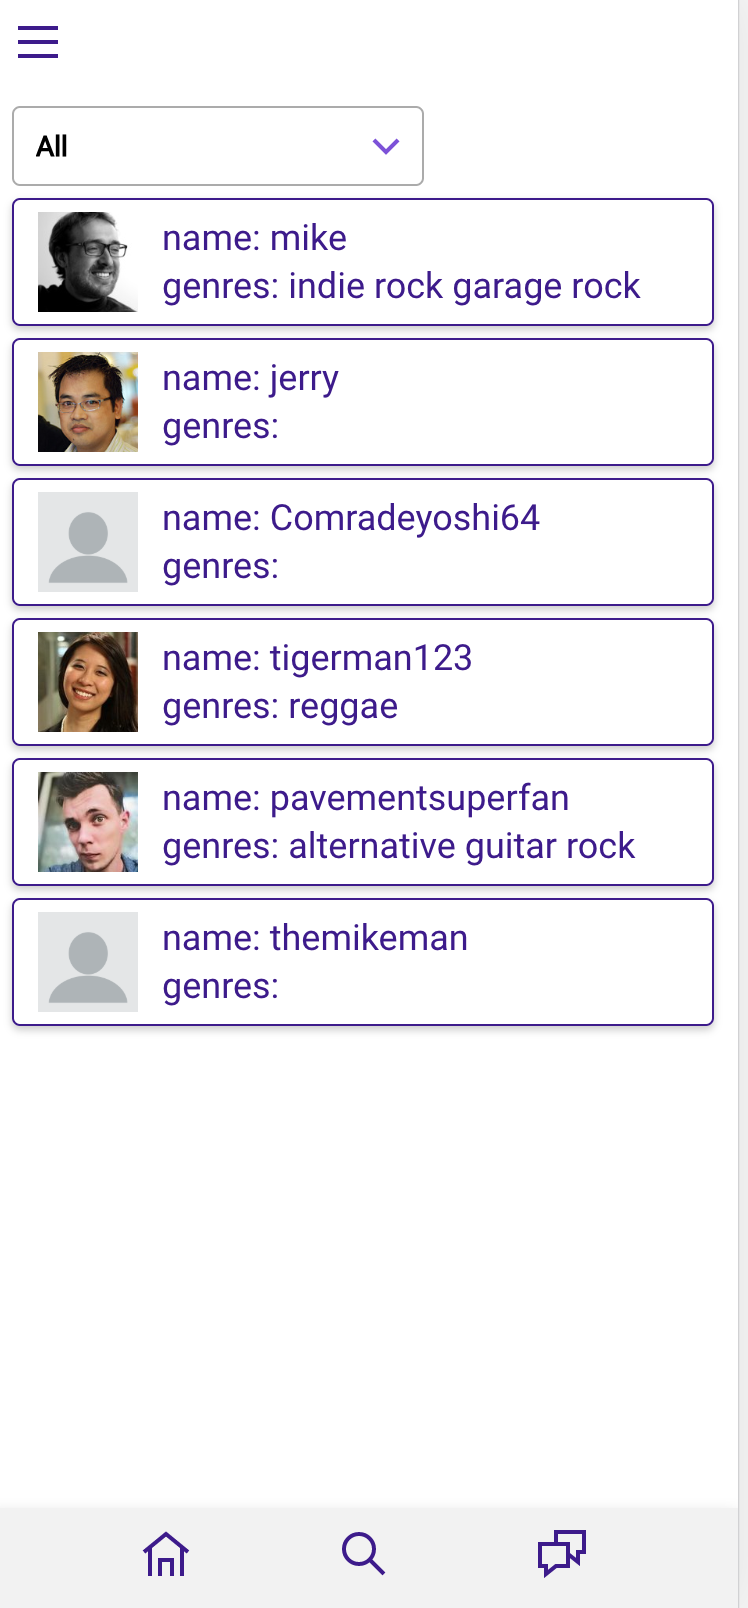 All
name: mike
genres: indie rock garage rock
name: jerry
genres:
name: Comradeyoshi64
genres:
name: tigerman123
genres: reggae
name: pavementsuperfan
genres: alternative guitar rock
name: themikeman
genres: